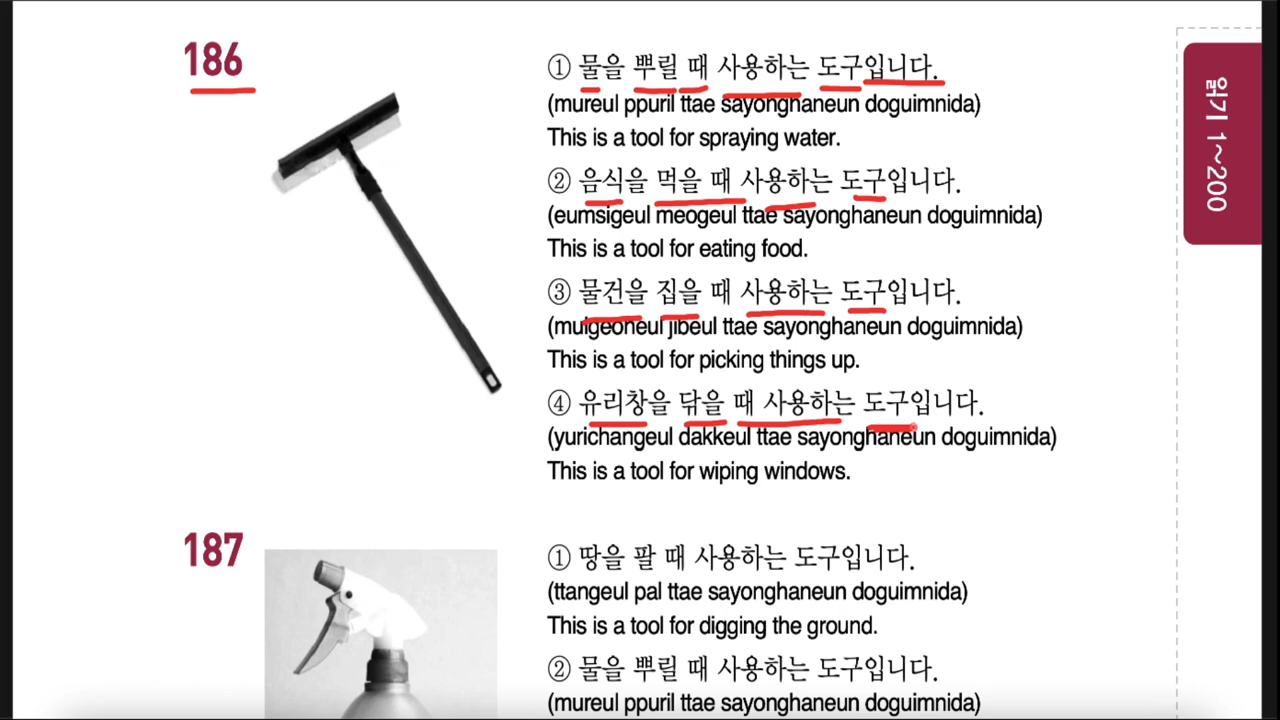 186
① 물을 뿌릴 때 사용하는 도구입니다.
(mureul ppuril ttae sayonghaneun doguimnida)
This is a tool for spraying water.
② 음식을 먹을 때 사용하는 도구입니다.
(eumsigeul meogeul ttae sayonghaneun doguimnida)
This is a tool for eating food.
③ 물건을 집을 때 사용하는 도구입니다.
(mulgeoneul jibeul ttae sayonghaneun doguimnida)
This is a tool for picking things up.
④ 유리창을 닦을 때 사용하는 도구입니다.
(yurichangeul dakkeul ttae sayonghaneun doguimnida)
This is a tool for wiping windows.
187
① 땅을 팔 때 사용하는 도구입니다.
(ttangeul pal ttae sayonghaneun doguimnida)
This is a tool for digging the ground.
② 물을 뿌릴 때 사용하는 도구입니다.
(mureul ppuril ttae sayonghaneun doguimnida)
읽기 1~200